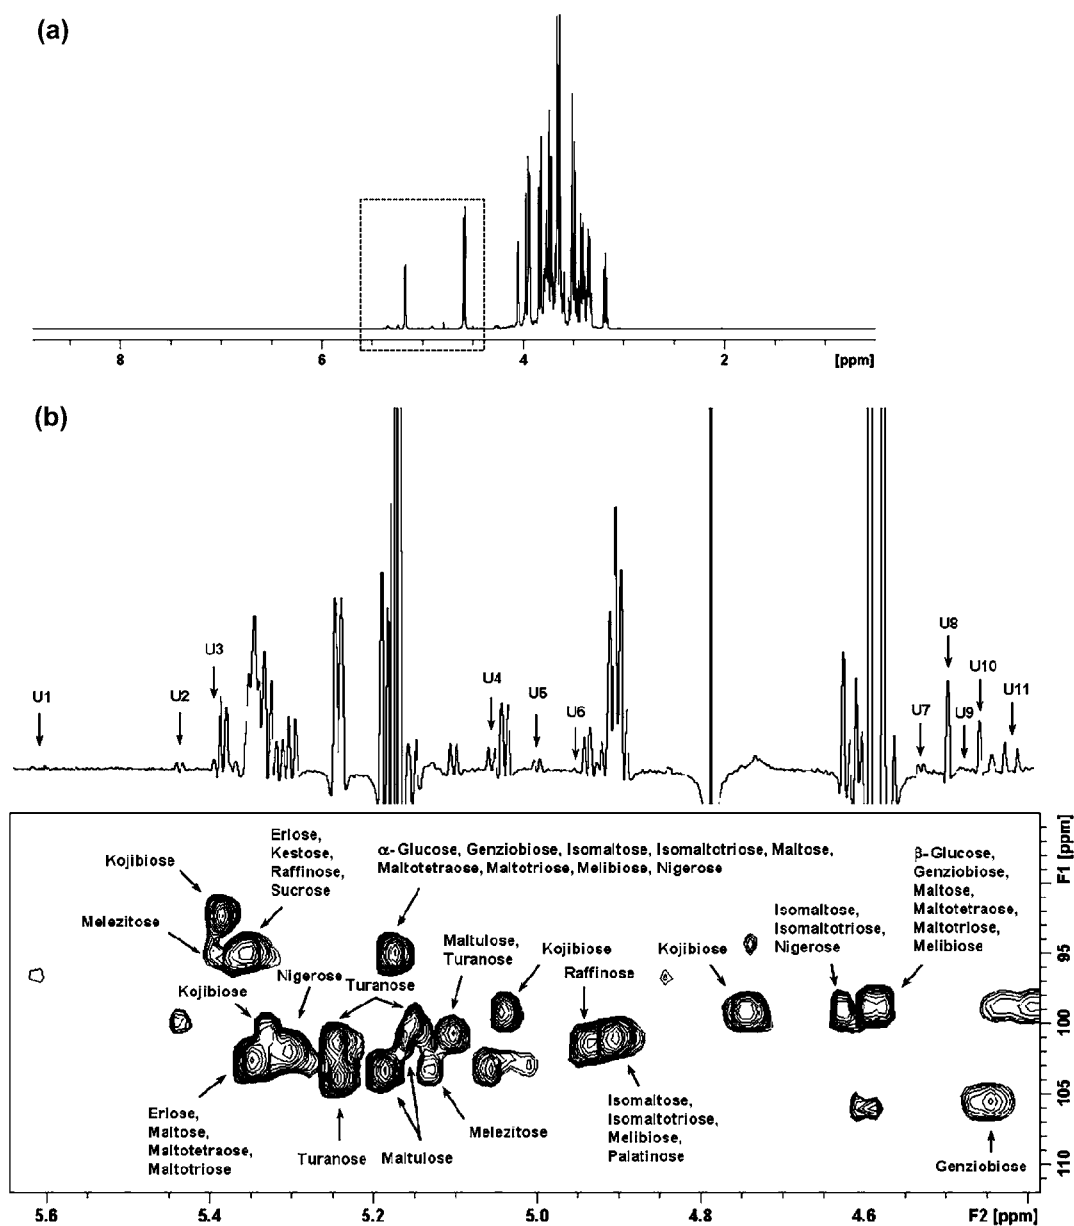 (a)
8
6
4
2
[ppm]
(b)
U1
U2
U3
U4
U5
U6
U7
U8
U9
U10
U11
Kojibiose
Melezitose
Erlose,
Kestose,
Raffinose,
Sucrose
α- Glucose, Genziobiose, Isomaltose, Isomaltotriose, Maltose,
Maltotetraose, Maltotriose, Melibiose, Nigerose
β-Glucose,
Genziobiose,
Maltose,
Maltotetraose,
Maltotriose,
Melibiose
Isomaltose,
Isomaltotriose,
Nigerose
Maltulose,
Turanose
Kojibiose
Raffinose
Kojibiose
Kojibiose
Nigerose
Turanose
Erlose,
Maltose,
Maltotetraose,
Maltotriose
Turanose
Maltulose
Melezitose
Isomaltose,
Isomaltotriose,
Melibiose,
Palatinose
Genziobiose
F1 [ppm]
95
100
105
110
5.6
5.4
5.2
5.0
4.8
4.6
F2 [ppm]